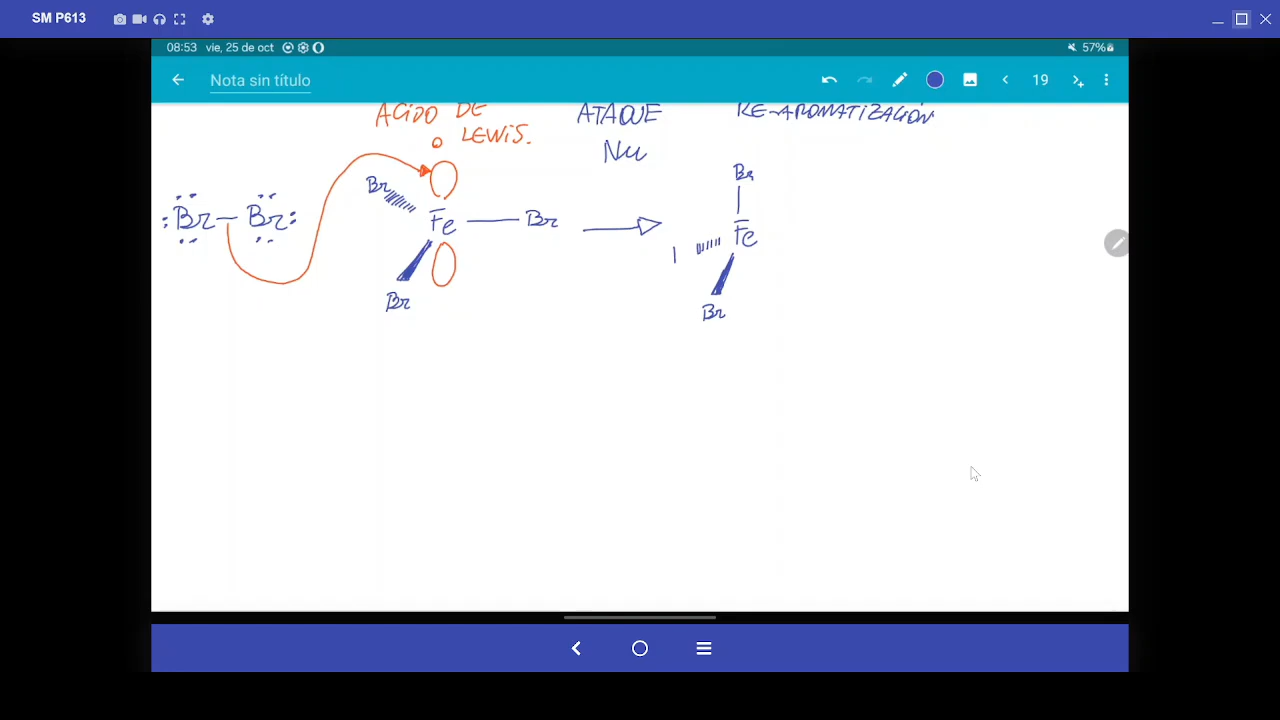 SM P613
08:53 vie, 25 de oct
57%
Nota sin título
19
ACIDO DE
LEWIS.
ATAQUE
Nu
RE-AROMATIZACIÓN
Br
:Br — Br:
Fe — Br
Br
Br
Fe
Br